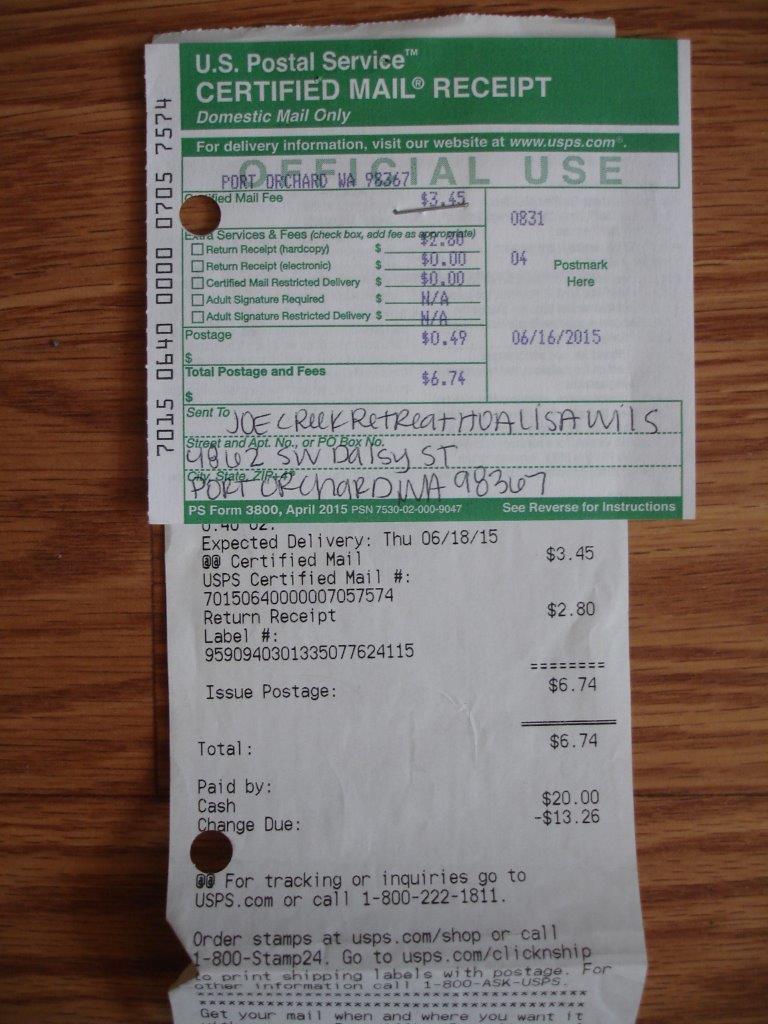 U.S. Postal Service™
CERTIFIED MAIL® RECEIPT
Domestic Mail Only
For delivery information, visit our website at www.usps.com®.
OFFICIAL USE
PORT ORCHARD WA 98367
7015 0640 0000 0705 7574
Certified Mail Fee $3.45
0831
Extra Services & Fees (check box, add fee as appropriate)
$2.80
Return Receipt (hardcopy) $
Return Receipt (electronic) $ $0.00
04 Postmark Here
Certified Mail Restricted Delivery $ $0.00
Adult Signature Required $ N/A
Adult Signature Restricted Delivery $ N/A
Postage
$ $0.49
06/16/2015
Total Postage and Fees
$ $6.74
Sent To JOE CREEK RETREAT HOA LISA WILS
Street and Apt. No., or PO Box No.
4862 SW DAISY ST
City, State, ZIP+4®
PORT ORCHARD, WA 98367
PS Form 3800, April 2015 PSN 7530-02-000-9047 See Reverse for Instructions
0.40 oz.
Expected Delivery: Thu 06/18/15
@@ Certified Mail $3.45
USPS Certified Mail #:
70150640000007057574
Return Receipt $2.80
Label #:
9590940301335077624115
========
Issue Postage: $6.74
Total: $6.74
Paid by:
Cash $20.00
Change Due: -$13.26
@@ For tracking or inquiries go to
USPS.com or call 1-800-222-1811.
Order stamps at usps.com/shop or call
1-800-Stamp24. Go to usps.com/clicknship
to print shipping labels with postage. For
other information call 1-800-ASK-USPS.
Get your mail when and where you want it